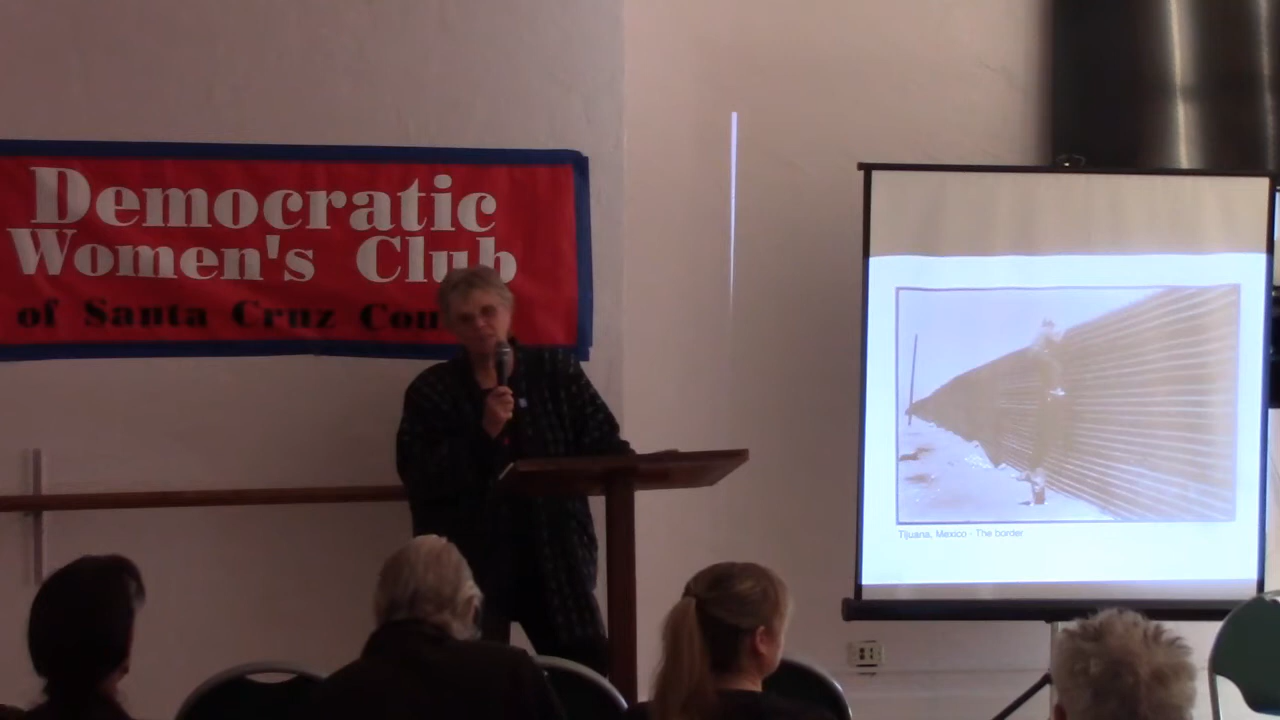 Democratic
Women's Club
of Santa Cruz Cou
Tijuana, Mexico - The border